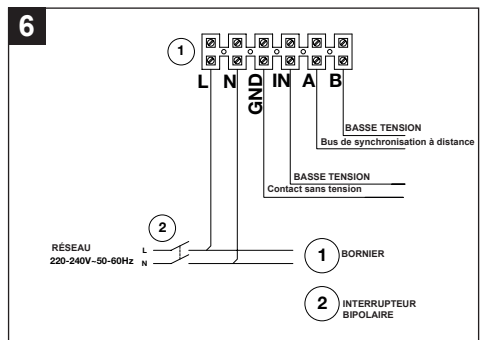 6
1
L N GND IN A B
BASSE TENSION
Bus de synchronisation à distance
BASSE TENSION
Contact sans tension
2
RÉSEAU
220-240V~50-60Hz
L
N
1 BORNIER
2 INTERRUPTEUR
BIPOLAIRE